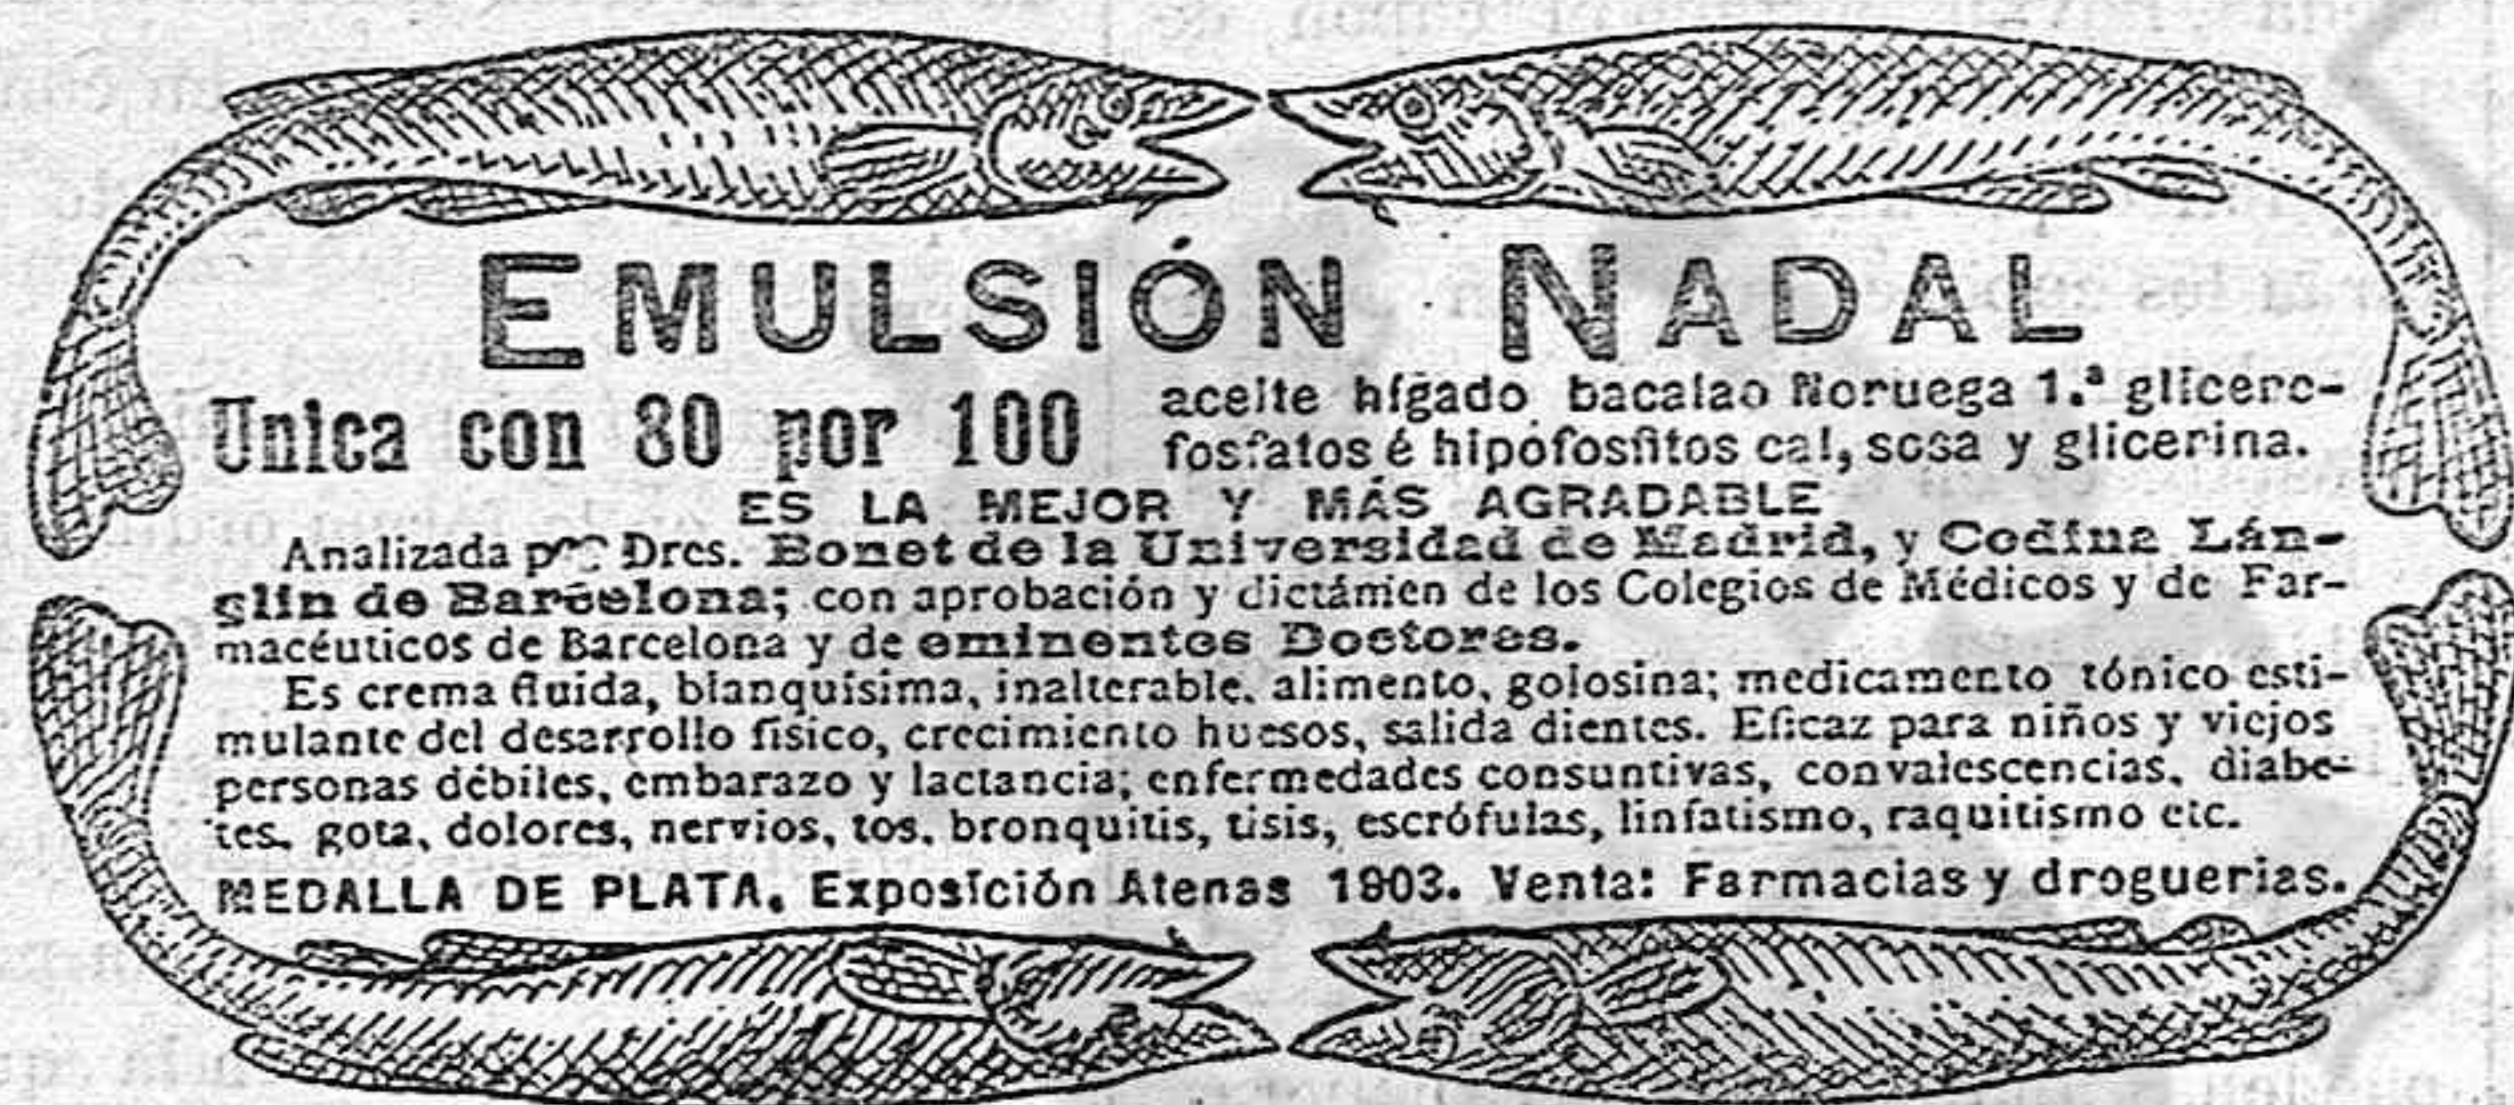 EMULSIÓN NADAL
Unica con 80 por 100 aceite hígado bacalao Noruega 1.ª glicero-
fosfatos é hipofosfitos cal, sosa y glicerina.
ES LA MEJOR Y MÁS AGRADABLE
Analizada por Dres. Bonet de la Universidad de Madrid, y Codina Lán-
glin de Barcelona; con aprobación y dictámen de los Colegios de Médicos y de Far-
macéuticos de Barcelona y de eminentes Doctores.
Es crema fluida, blanquísima, inalterable, alimento, golosina; medicamento tónico esti-
mulante del desarrollo físico, crecimiento huesos, salida dientes. Eficaz para niños y viejos
personas débiles, embarazo y lactancia; enfermedades consuntivas, convalescencias, diabe-
tes, gota, dolores, nervios, tos, bronquitis, tisis, escrófulas, linfatismo, raquitismo etc.
MEDALLA DE PLATA. Exposición Atenas 1903. Venta: Farmacias y droguerias.